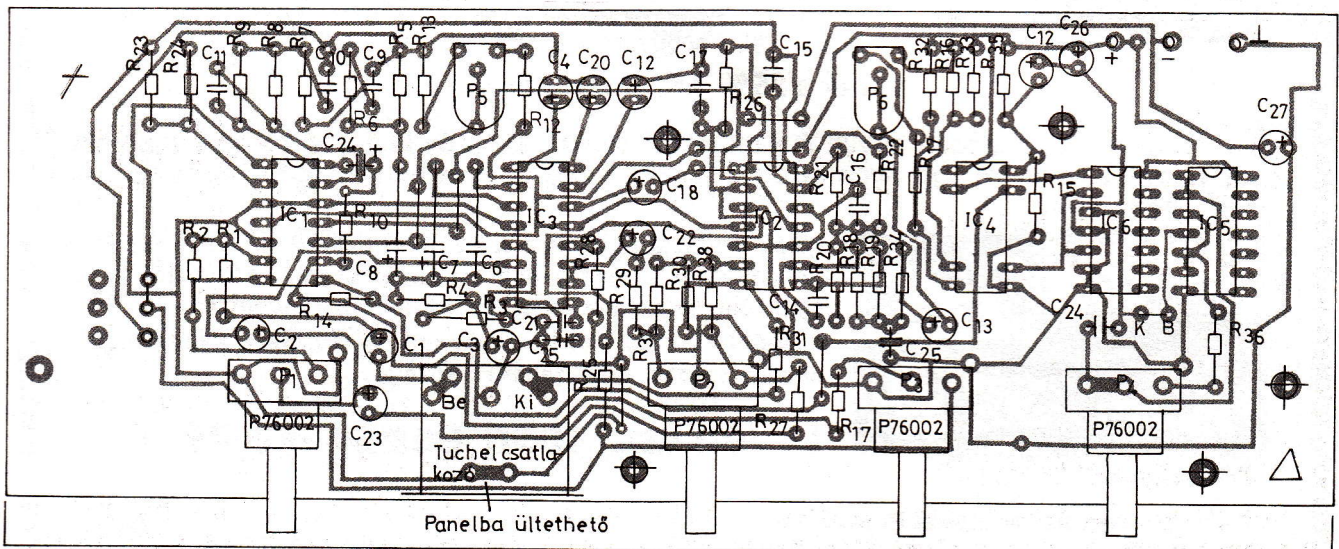 R23
R24
C11
R9
R8
R7
C10
R6
C9
R5
R13
P5
R12
C4
C20
C12
C17
R26
C15
P6
R32
R16
R33
R35
C12
C26
+
-
⊥
C27
C24
+
IC1
R10
R2
R1
C8
C7
C6
IC3
C18
C22
R28
R29
R30
R38
IC2
R21
C16
R22
R20
R18
R19
R34
IC4
R15
IC6
IC5
R14
R4
R3
C21
C25
C2
C1
C3
C14
R31
C13
C25
C24
K
B
R36
P1
P76002
C23
Be
Ki
R25
P2
P76002
R27
R17
P3
P76002
P76002
Tuchel csatla-
kozó
Panelba ültethető